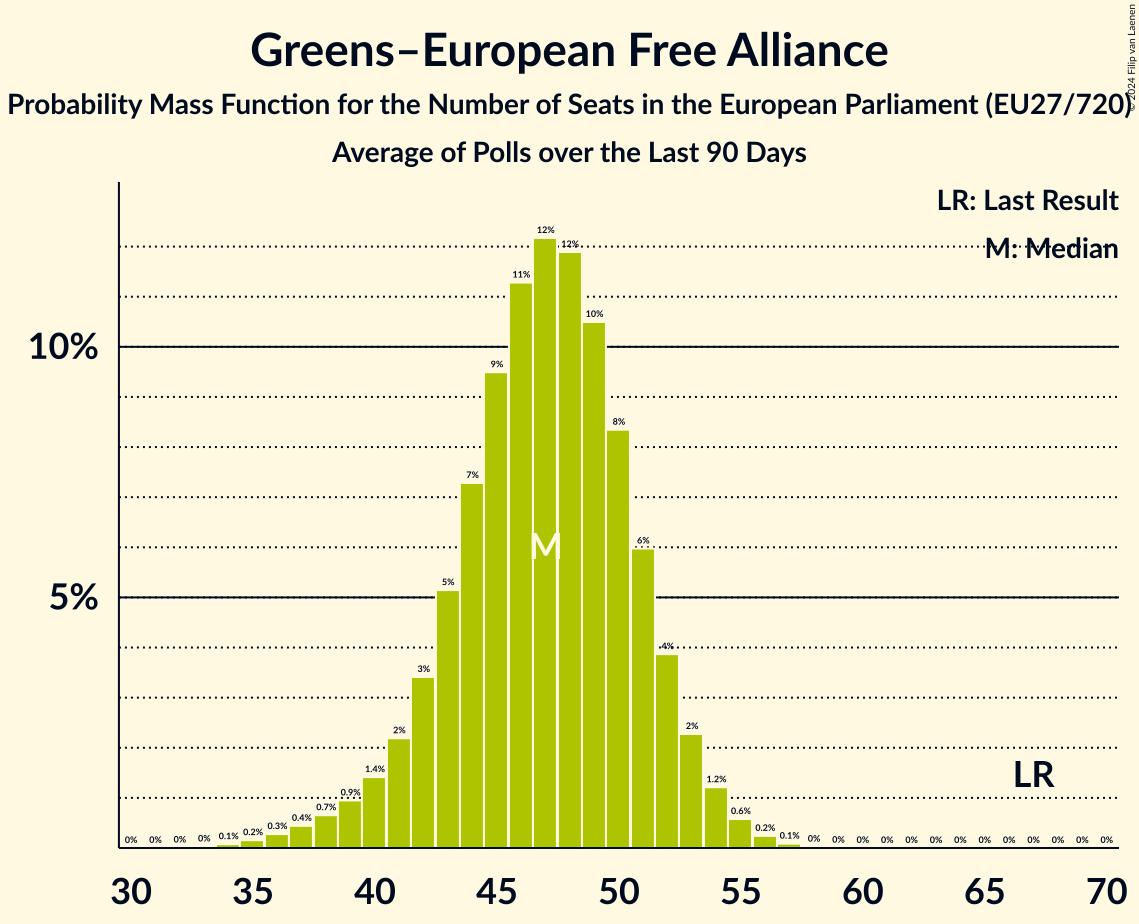 Greens–European Free Alliance
Probability Mass Function for the Number of Seats in the European Parliament (EU27/720)
Average of Polls over the Last 90 Days
© 2024 Filip van Laenen
LR: Last Result
M: Median
10%
5%
0% 0% 0% 0% 0.1% 0.2% 0.3% 0.4% 0.7% 0.9% 1.4% 2% 3% 5% 7% 9% 11% 12% 12% 10% 8% 6% 4% 2% 1.2% 0.6% 0.2% 0.1% 0% 0% 0% 0% 0% 0% 0% 0% 0% 0% 0% 0% 0%
M
LR
30 35 40 45 50 55 60 65 70